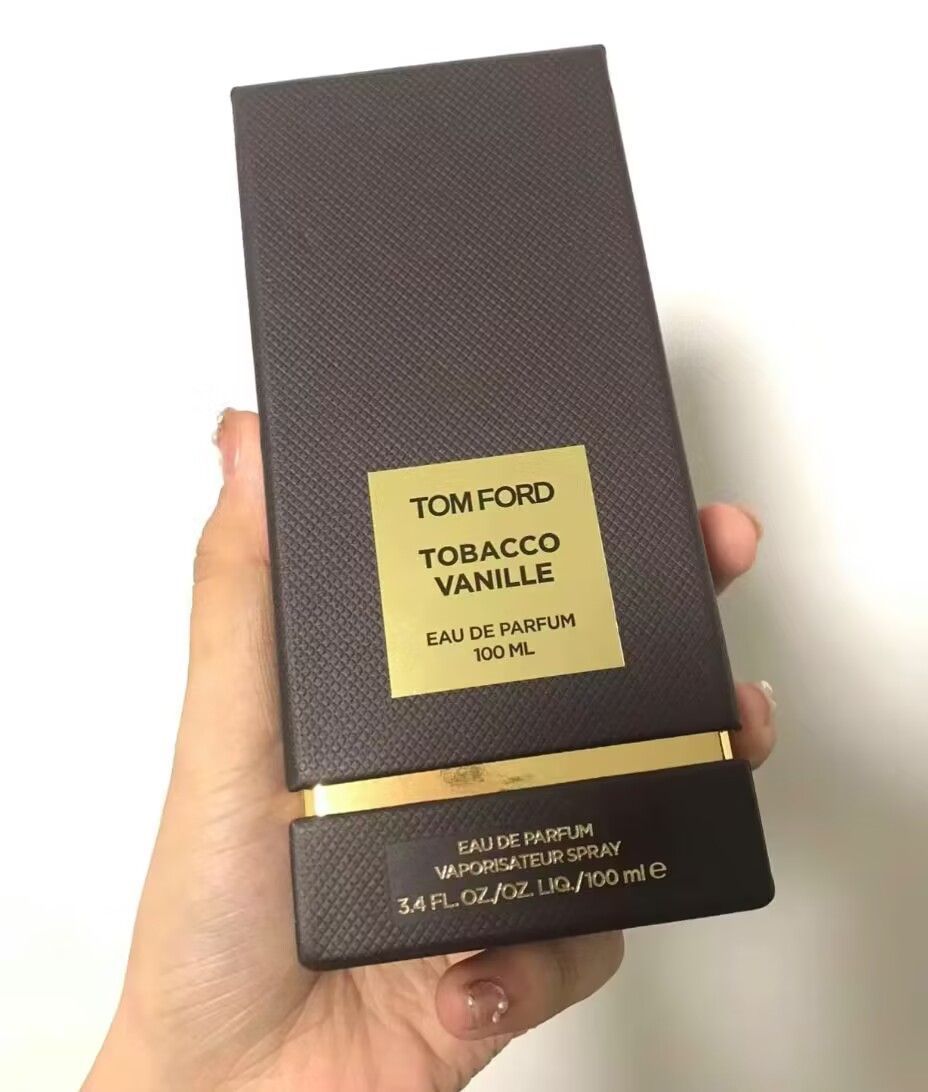 TOM FORD
TOBACCO
VANILLE
EAU DE PARFUM
100 ML
EAU DE PARFUM
VAPORISATEUR SPRAY
3.4 FL. OZ./OZ. LIQ./100 ml ℮